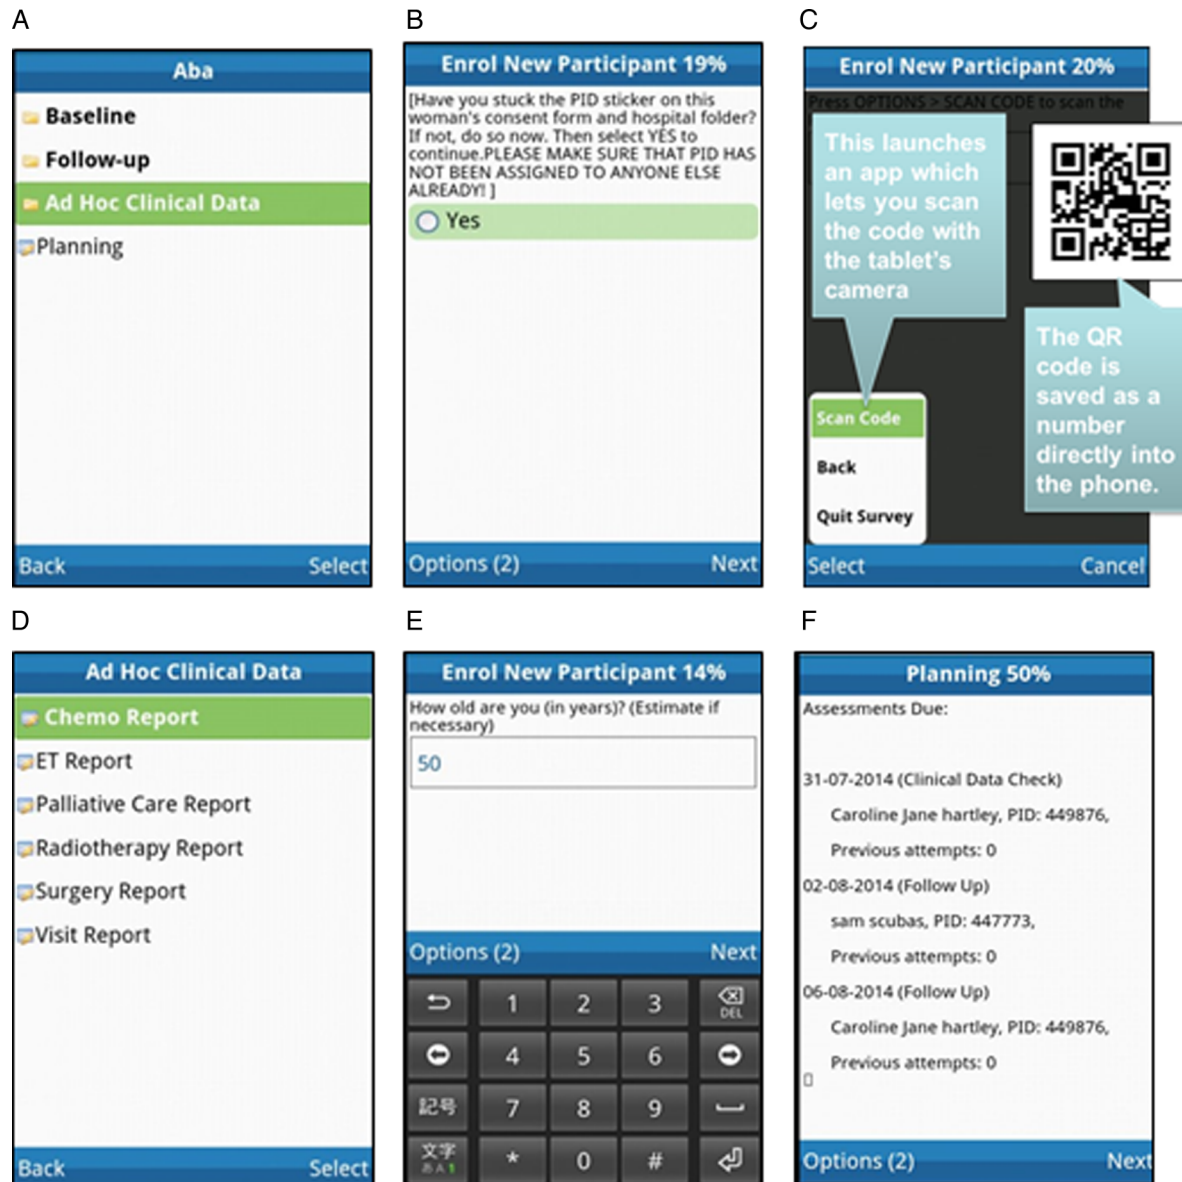 A
Aba
Baseline
Follow-up
Ad Hoc Clinical Data
Planning
Back
Select
B
Enrol New Participant 19%
[Have you stuck the PID sticker on this
woman's consent form and hospital folder?
If not, do so now. Then select YES to
continue.PLEASE MAKE SURE THAT PID HAS
NOT BEEN ASSIGNED TO ANYONE ELSE
ALREADY! ]
Yes
Options (2)
Next
C
Enrol New Participant 20%
Press OPTIONS > SCAN CODE to scan the
This launches
an app which
lets you scan
the code with
the tablet's
camera
The QR
code is
saved as a
number
directly into
the phone.
Scan Code
Back
Quit Survey
Select
Cancel
D
Ad Hoc Clinical Data
Chemo Report
ET Report
Palliative Care Report
Radiotherapy Report
Surgery Report
Visit Report
Back
Select
E
Enrol New Participant 14%
How old are you (in years)? (Estimate if
necessary)
50
Options (2)
Next
1 2 3 DEL
4 5 6
記号 7 8 9
文字 * 0 #
あA1
F
Planning 50%
Assessments Due:
31-07-2014 (Clinical Data Check)
Caroline Jane hartley, PID: 449876,
Previous attempts: 0
02-08-2014 (Follow Up)
sam scubas, PID: 447773,
Previous attempts: 0
06-08-2014 (Follow Up)
Caroline Jane hartley, PID: 449876,
Previous attempts: 0
Options (2)
Next